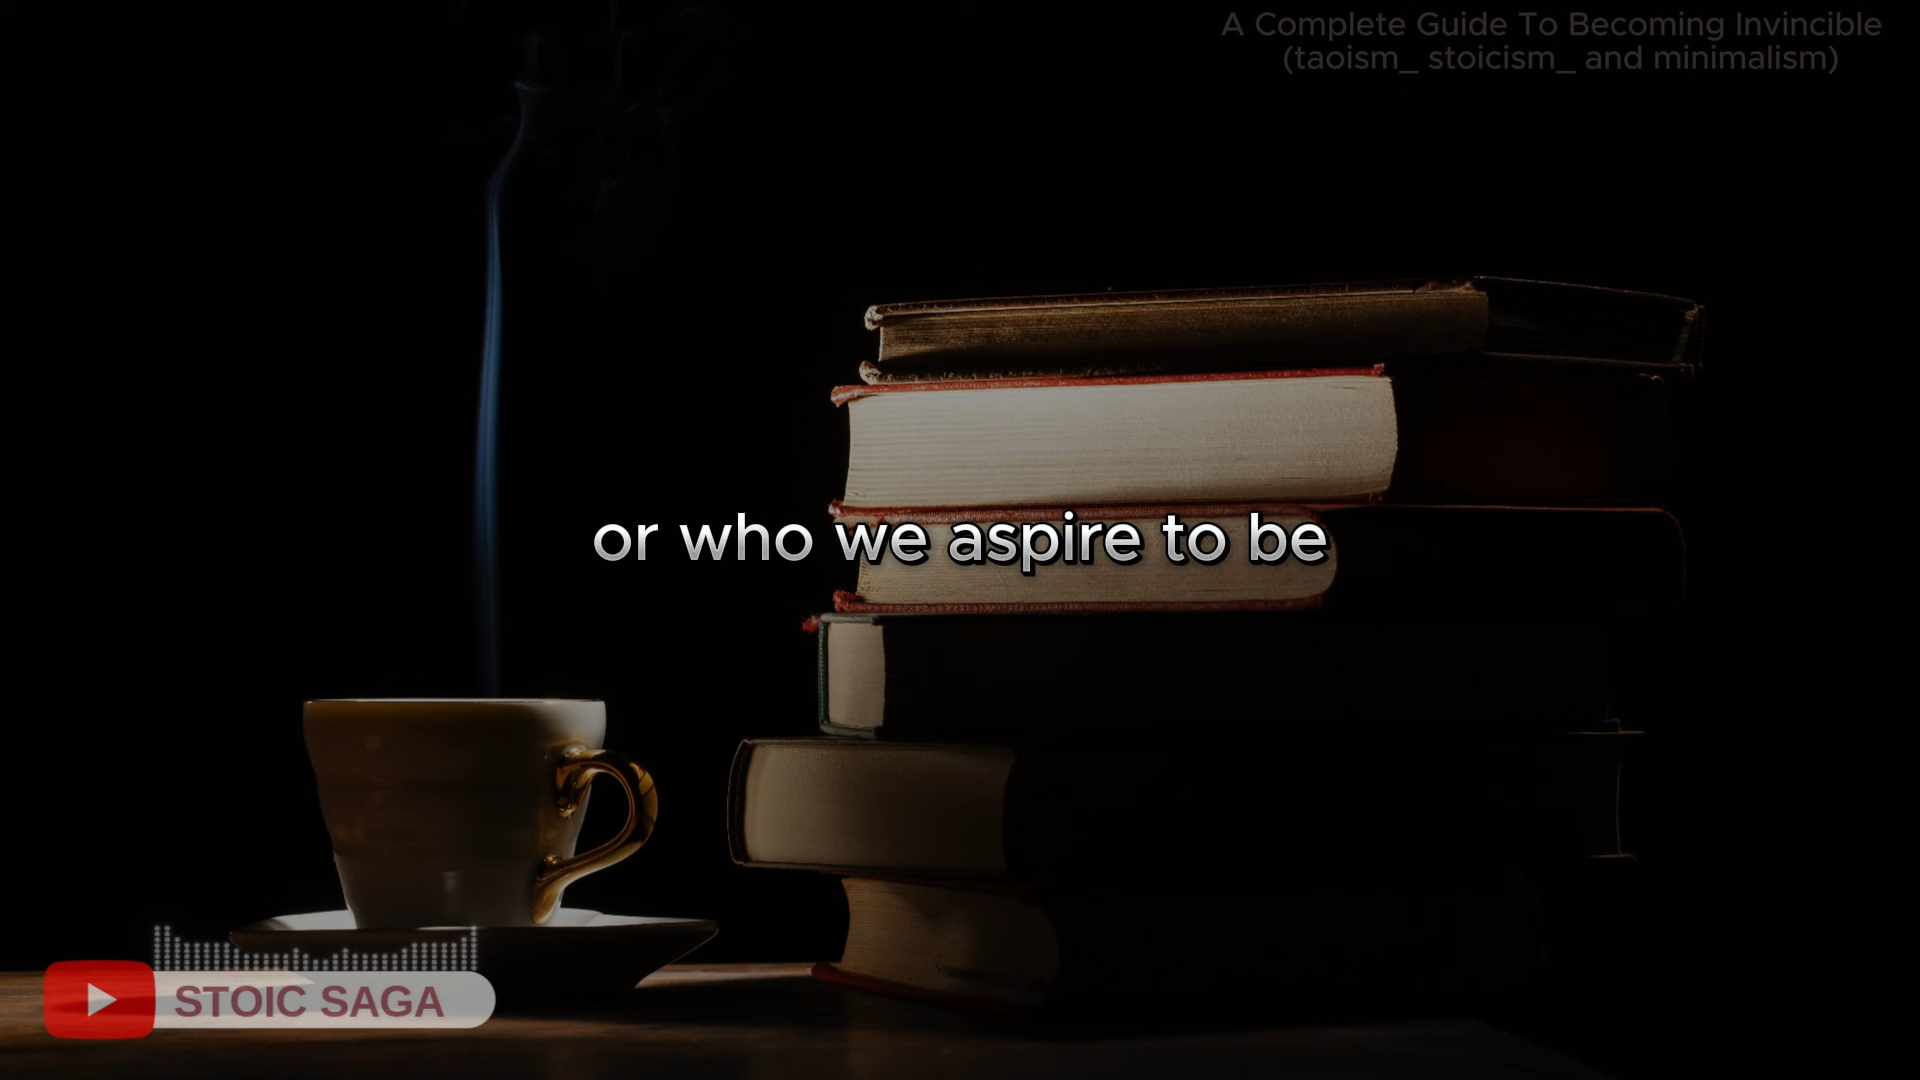 A Complete Guide To Becoming Invincible
(taoism_ stoicism_ and minimalism)
or who we aspire to be
STOIC SAGA